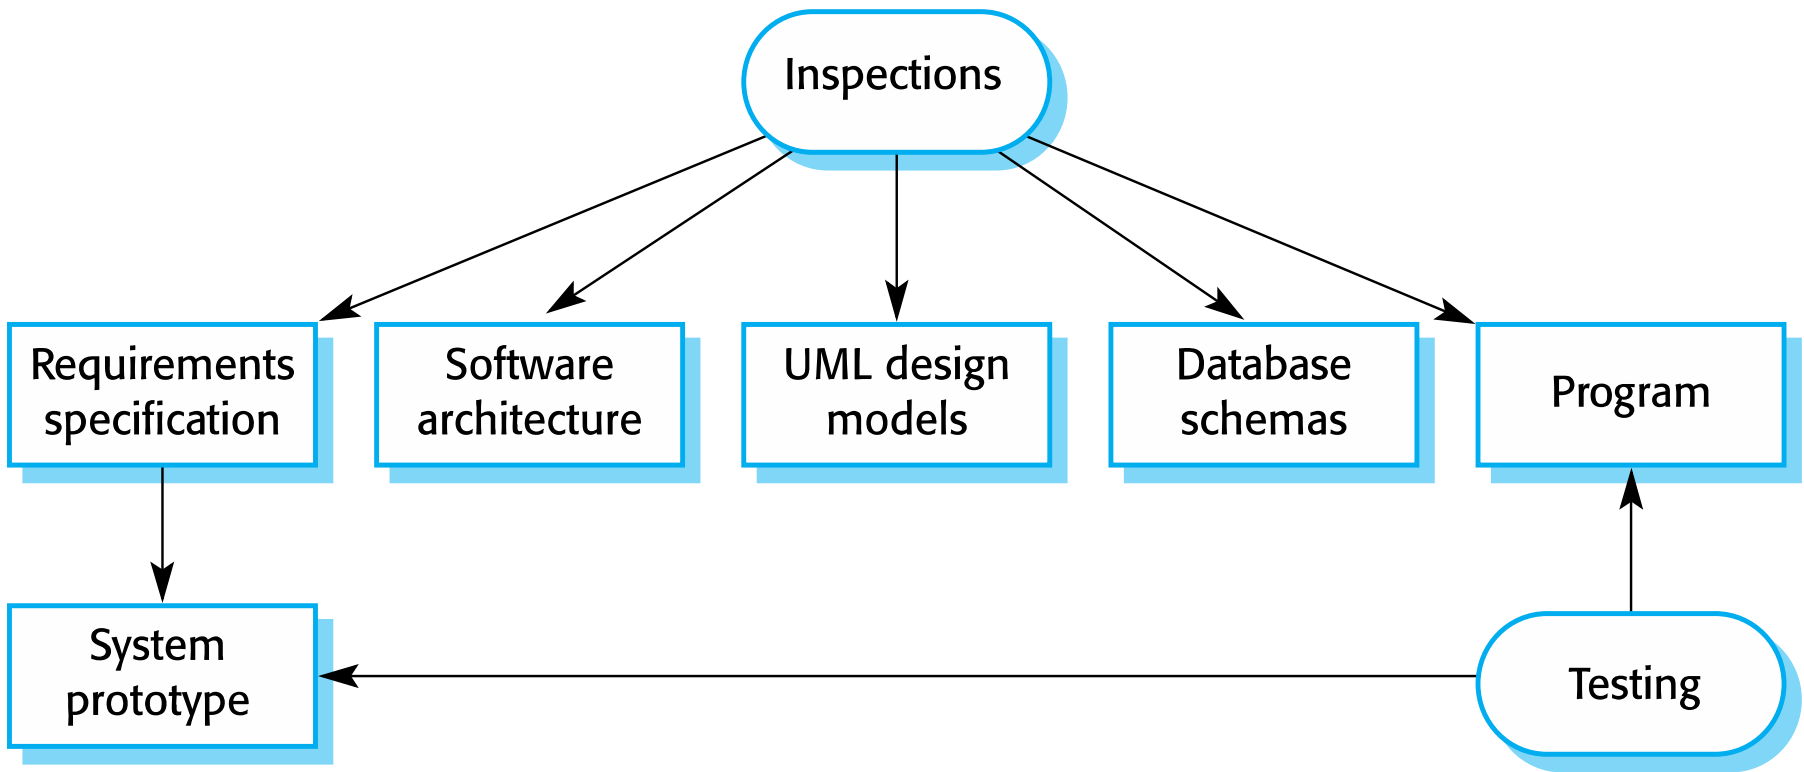 Inspections
Requirements
specification
Software
architecture
UML design
models
Database
schemas
Program
System
prototype
Testing